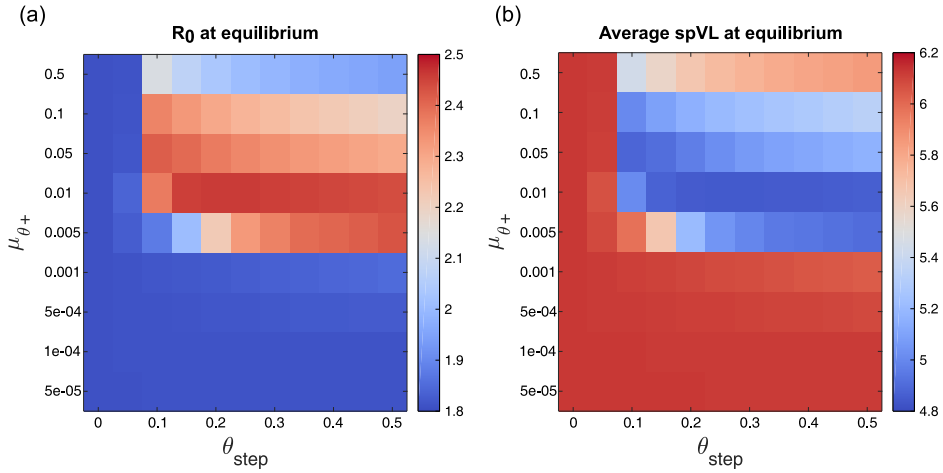 (a)
R0 at equilibrium
0.5
0.1
0.05
0.01
0.005
0.001
5e-04
1e-04
5e-05
μθ+
0 0.1 0.2 0.3 0.4 0.5
θstep
2.5
2.4
2.3
2.2
2.1
2
1.9
1.8
(b)
Average spVL at equilibrium
0.5
0.1
0.05
0.01
0.005
0.001
5e-04
1e-04
5e-05
μθ+
0 0.1 0.2 0.3 0.4 0.5
θstep
6.2
6
5.8
5.6
5.4
5.2
5
4.8